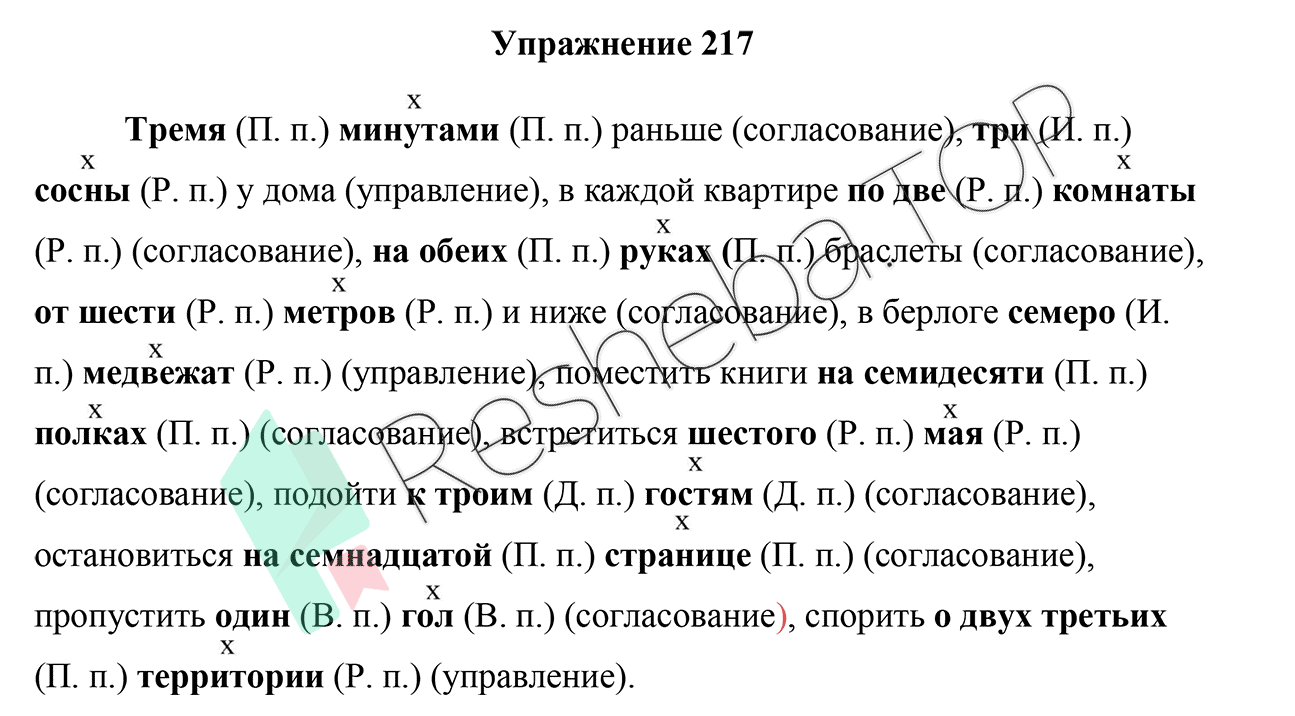 Упражнение 217
х
Тремя (П. п.) минутами (П. п.) раньше (согласование), три (И. п.)
х х
сосны (Р. п.) у дома (управление), в каждой квартире по две (Р. п.) комнаты
х
(Р. п.) (согласование), на обеих (П. п.) руках (П. п.) браслеты (согласование),
х
от шести (Р. п.) метров (Р. п.) и ниже (согласование), в берлоге семеро (И.
х
п.) медвежат (Р. п.) (управление), поместить книги на семидесяти (П. п.)
х х
полках (П. п.) (согласование), встретиться шестого (Р. п.) мая (Р. п.)
х
(согласование), подойти к троим (Д. п.) гостям (Д. п.) (согласование),
х
остановиться на семнадцатой (П. п.) странице (П. п.) (согласование),
х
пропустить один (В. п.) гол (В. п.) (согласование), спорить о двух третьих
х
(П. п.) территории (Р. п.) (управление).
Resheba.TOP